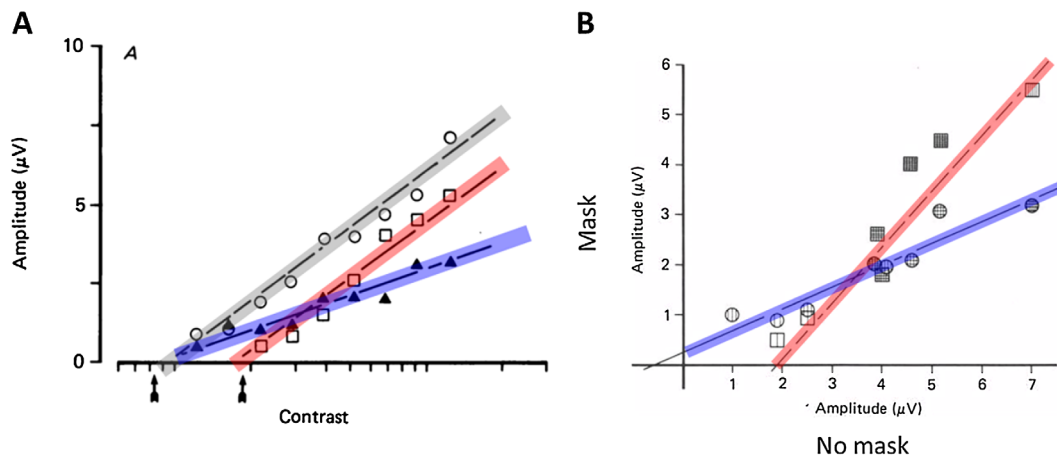 A
B
A
10
5
0
Amplitude (μV)
Contrast
6
5
4
3
2
1
Mask
Amplitude (μV)
1 2 3 4 5 6 7
Amplitude (μV)
No mask